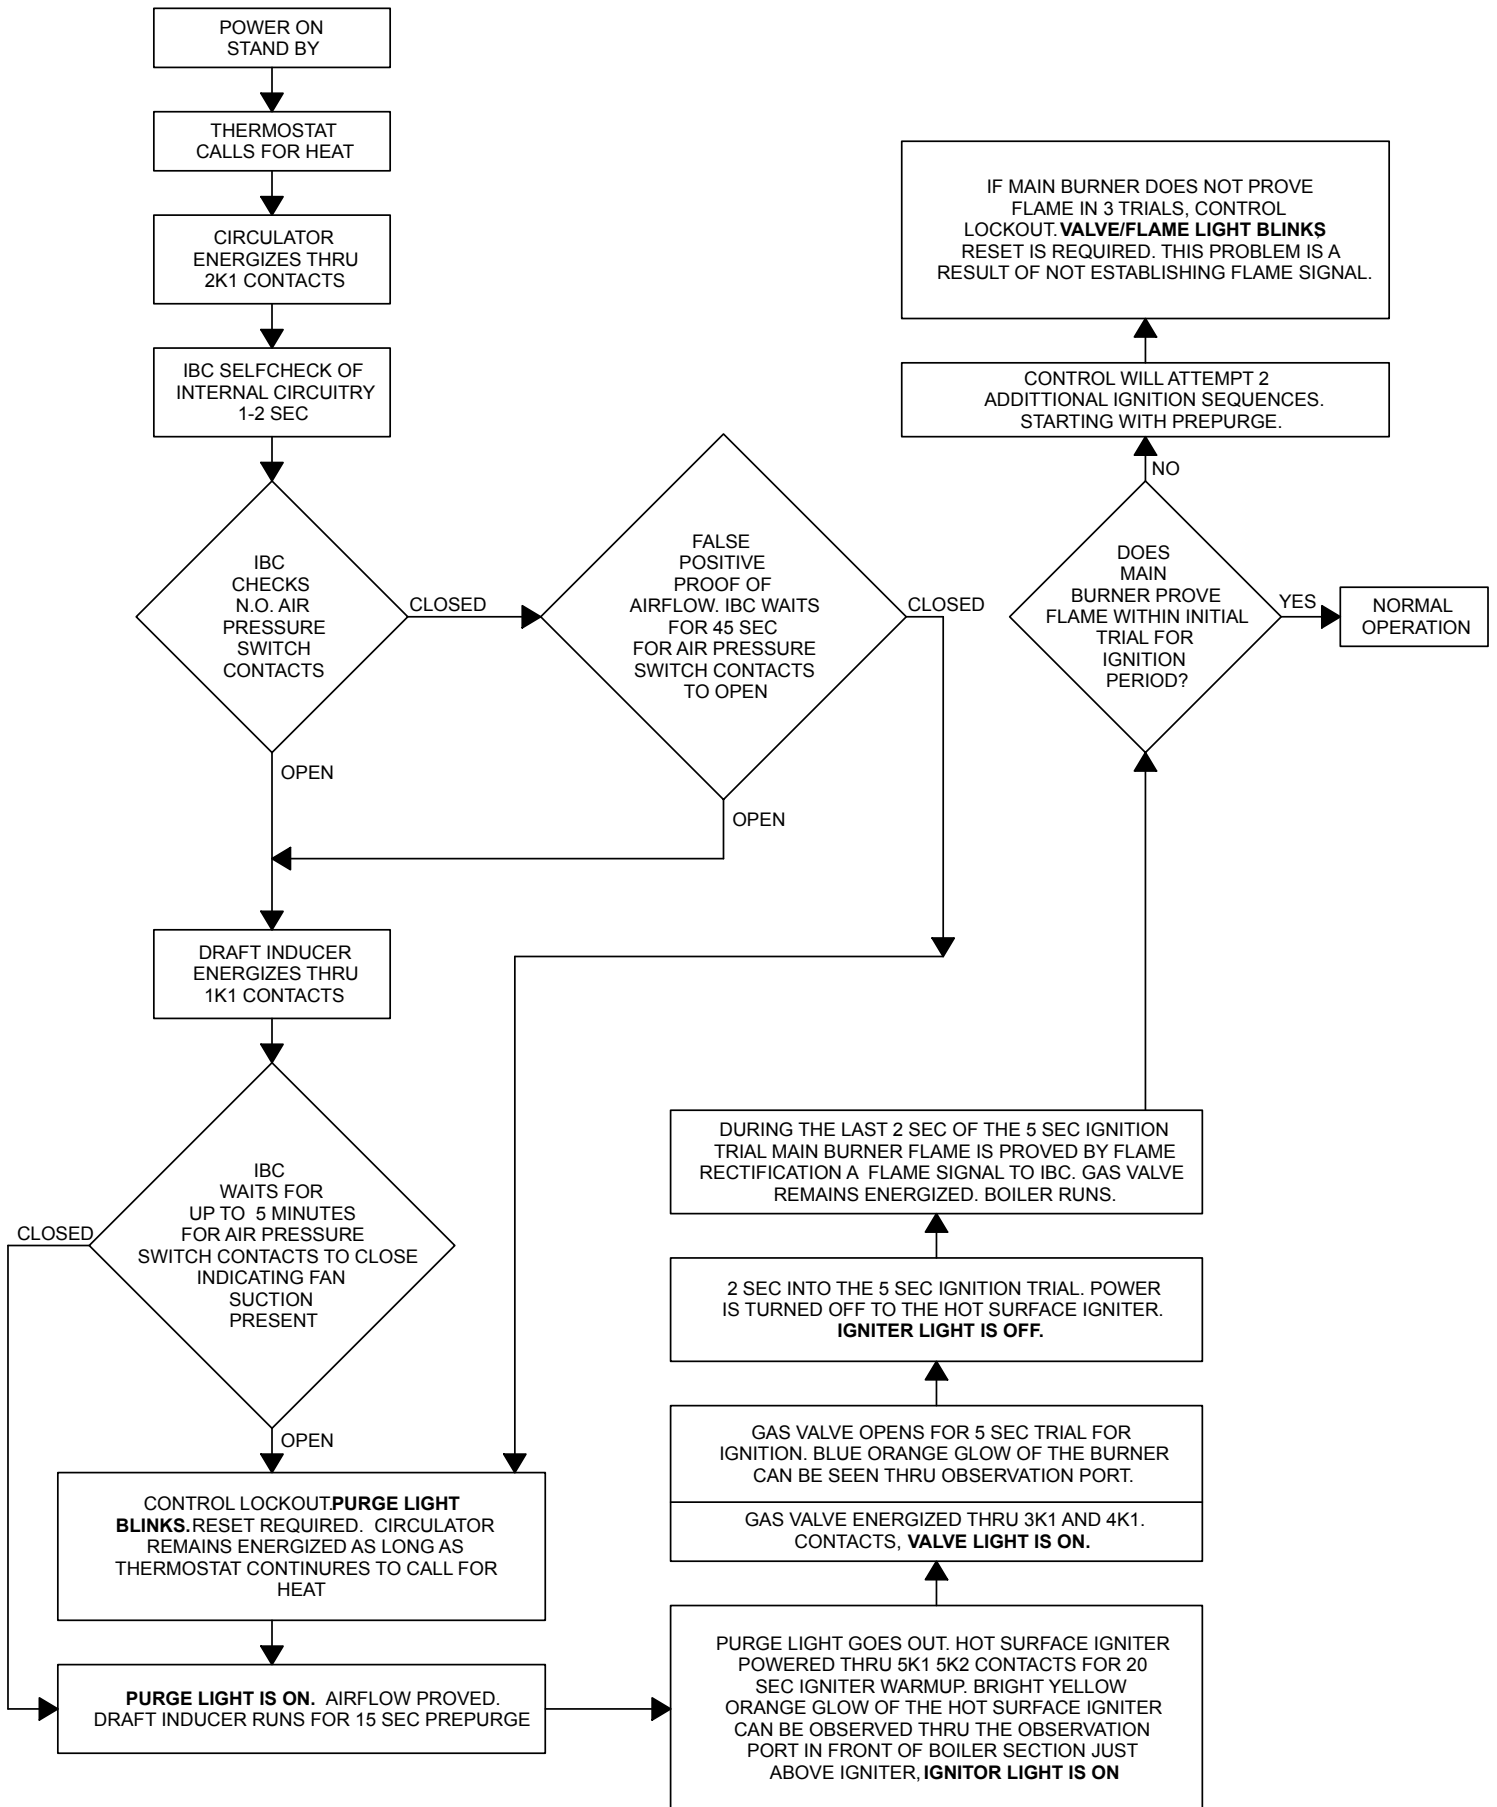 POWER ON
STAND BY
THERMOSTAT
CALLS FOR HEAT
CIRCULATOR
ENERGIZES THRU
2K1 CONTACTS
IBC SELFCHECK OF
INTERNAL CIRCUITRY
1-2 SEC
IBC
CHECKS
N.O. AIR
PRESSURE
SWITCH
CONTACTS
CLOSED
OPEN
FALSE
POSITIVE
PROOF OF
AIRFLOW. IBC WAITS
FOR 45 SEC
FOR AIR PRESSURE
SWITCH CONTACTS
TO OPEN
CLOSED
OPEN
DRAFT INDUCER
ENERGIZES THRU
1K1 CONTACTS
IBC
WAITS FOR
UP TO 5 MINUTES
FOR AIR PRESSURE
SWITCH CONTACTS TO CLOSE
INDICATING FAN
SUCTION
PRESENT
CLOSED
OPEN
CONTROL LOCKOUT.PURGE LIGHT
BLINKS.RESET REQUIRED. CIRCULATOR
REMAINS ENERGIZED AS LONG AS
THERMOSTAT CONTINURES TO CALL FOR
HEAT
PURGE LIGHT IS ON. AIRFLOW PROVED.
DRAFT INDUCER RUNS FOR 15 SEC PREPURGE
PURGE LIGHT GOES OUT. HOT SURFACE IGNITER
POWERED THRU 5K1 5K2 CONTACTS FOR 20
SEC IGNITER WARMUP. BRIGHT YELLOW
ORANGE GLOW OF THE HOT SURFACE IGNITER
CAN BE OBSERVED THRU THE OBSERVATION
PORT IN FRONT OF BOILER SECTION JUST
ABOVE IGNITER, IGNITOR LIGHT IS ON
GAS VALVE OPENS FOR 5 SEC TRIAL FOR
IGNITION. BLUE ORANGE GLOW OF THE BURNER
CAN BE SEEN THRU OBSERVATION PORT.
GAS VALVE ENERGIZED THRU 3K1 AND 4K1.
CONTACTS, VALVE LIGHT IS ON.
2 SEC INTO THE 5 SEC IGNITION TRIAL. POWER
IS TURNED OFF TO THE HOT SURFACE IGNITER.
IGNITER LIGHT IS OFF.
DURING THE LAST 2 SEC OF THE 5 SEC IGNITION
TRIAL MAIN BURNER FLAME IS PROVED BY FLAME
RECTIFICATION A FLAME SIGNAL TO IBC. GAS VALVE
REMAINS ENERGIZED. BOILER RUNS.
DOES
MAIN
BURNER PROVE
FLAME WITHIN INITIAL
TRIAL FOR
IGNITION
PERIOD?
YES
NORMAL
OPERATION
NO
CONTROL WILL ATTEMPT 2
ADDITTIONAL IGNITION SEQUENCES.
STARTING WITH PREPURGE.
IF MAIN BURNER DOES NOT PROVE
FLAME IN 3 TRIALS, CONTROL
LOCKOUT. VALVE/FLAME LIGHT BLINKS,
RESET IS REQUIRED. THIS PROBLEM IS A
RESULT OF NOT ESTABLISHING FLAME SIGNAL.